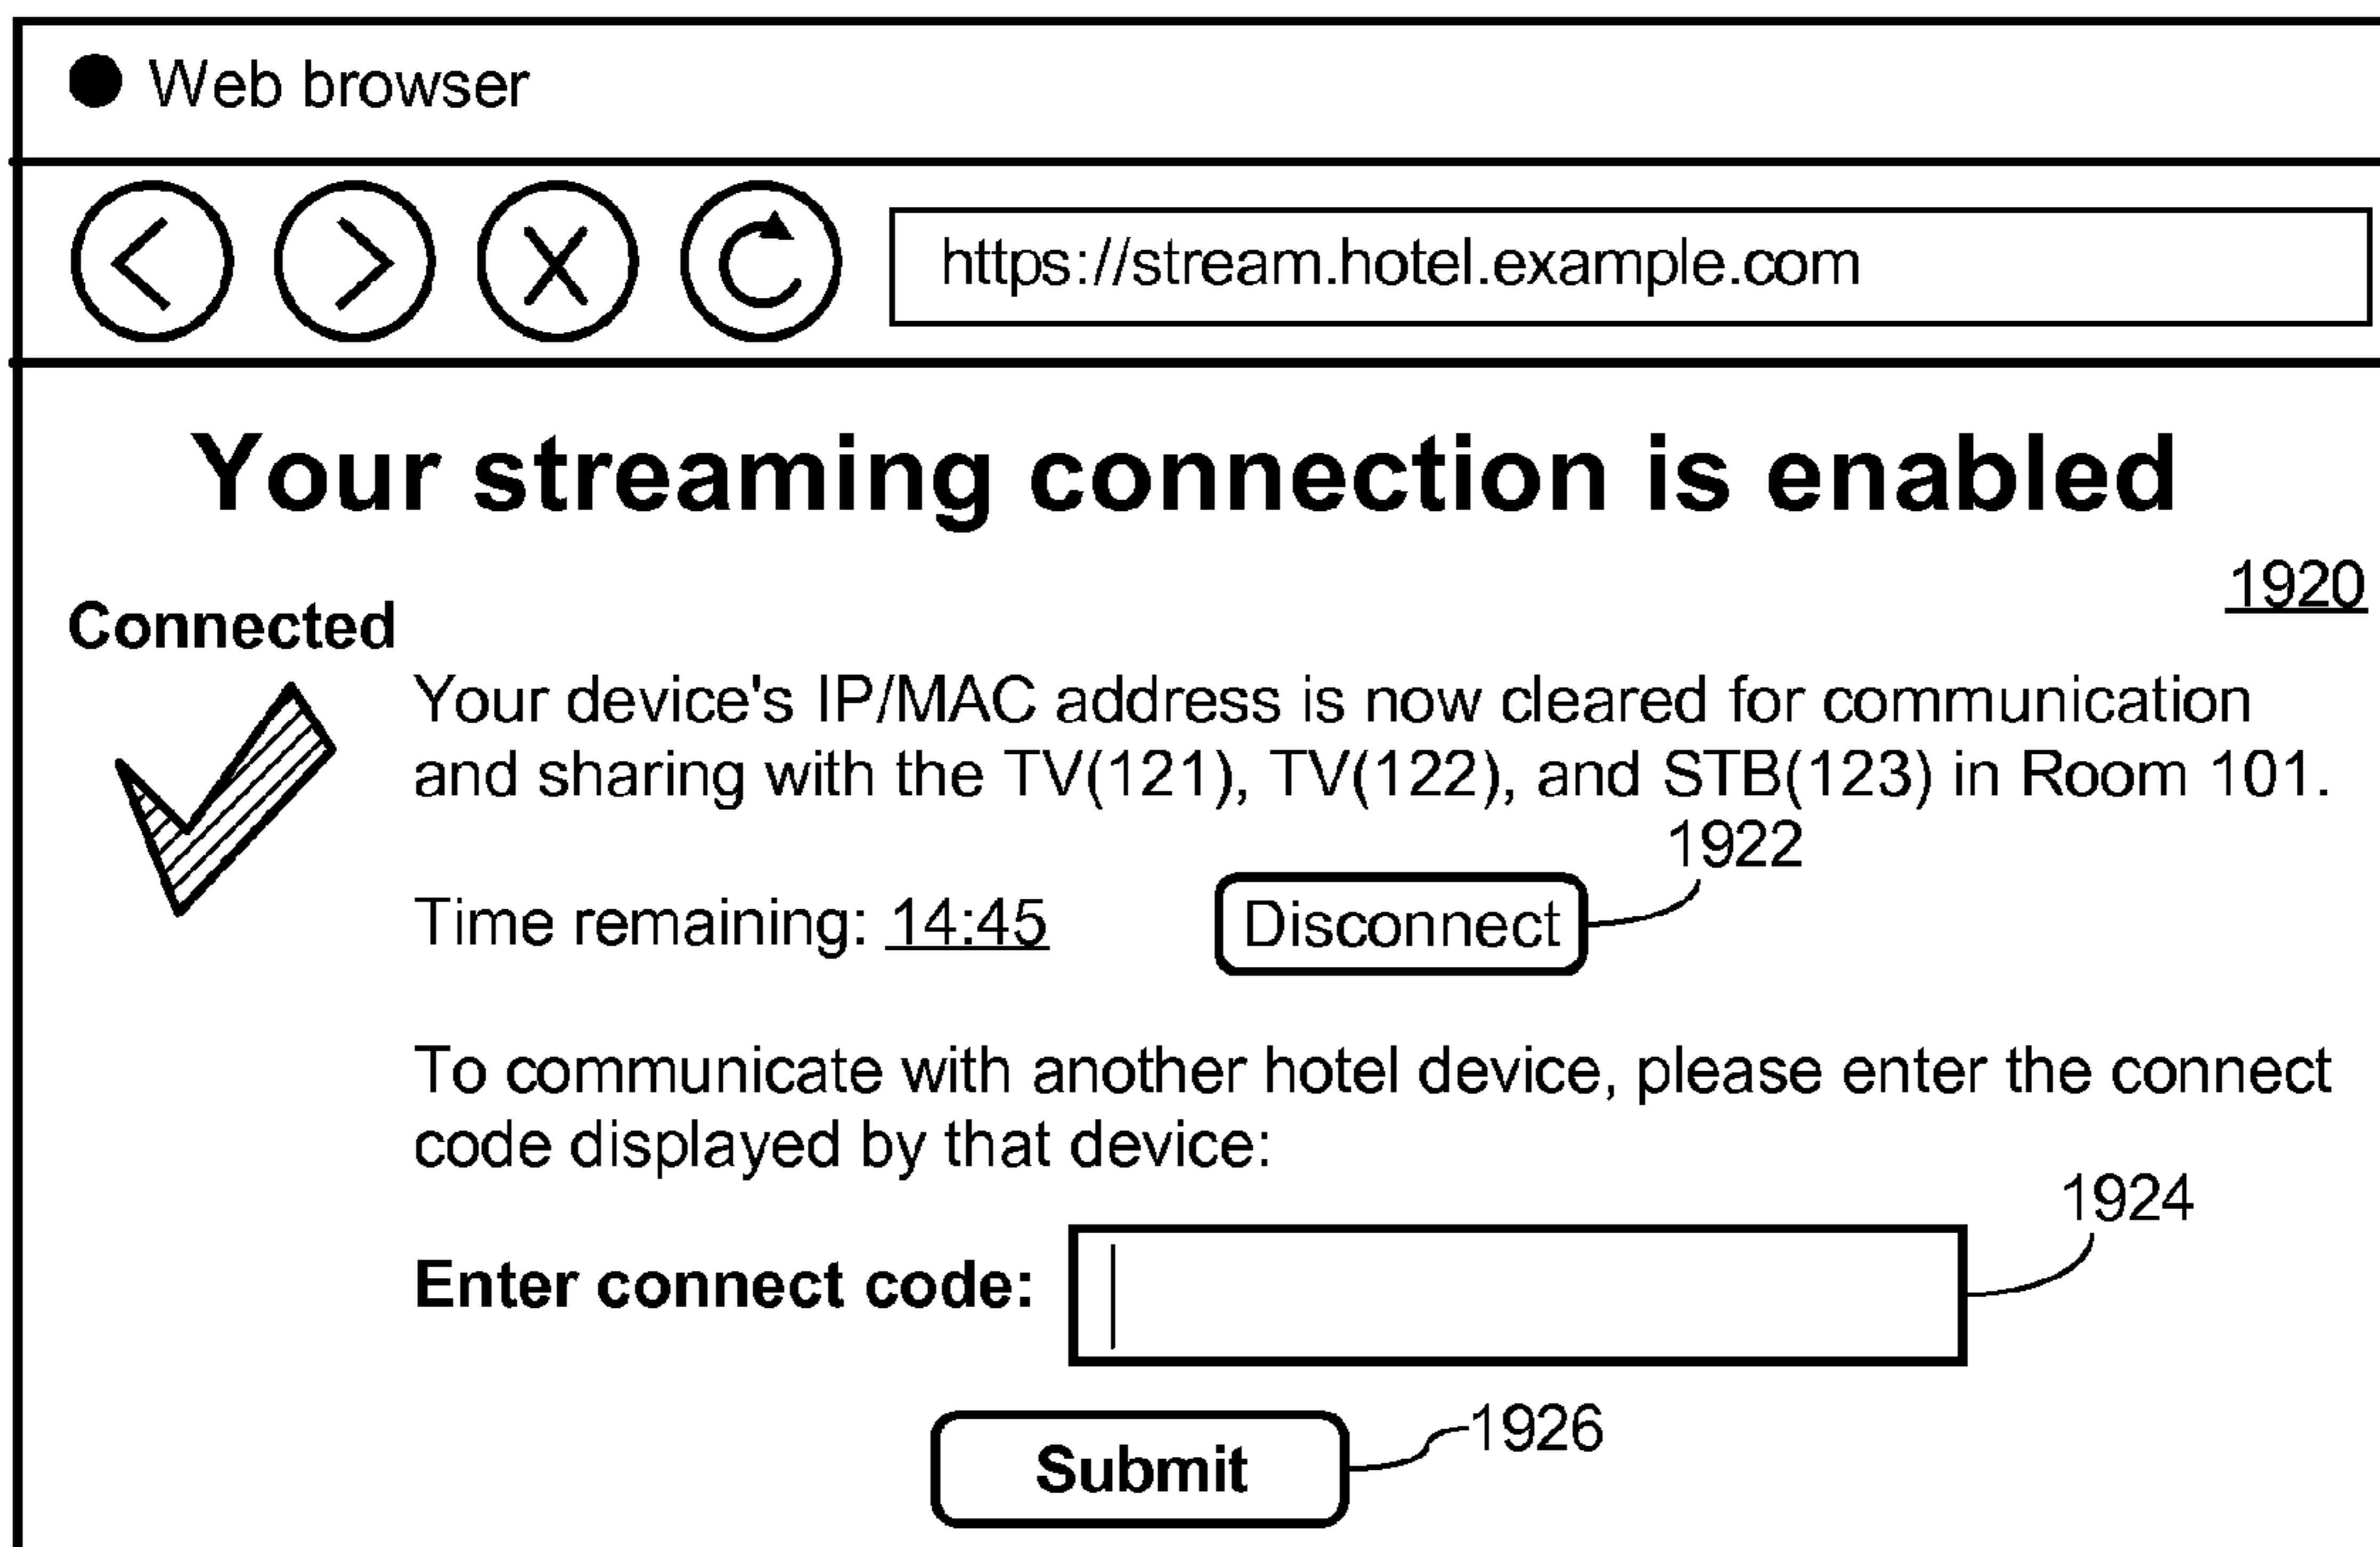 Web browser
https://stream.hotel.example.com
Your streaming connection is enabled
1920
Connected
Your device's IP/MAC address is now cleared for communication
and sharing with the TV(121), TV(122), and STB(123) in Room 101.
1922
Time remaining: 14:45
Disconnect
To communicate with another hotel device, please enter the connect
code displayed by that device:
1924
Enter connect code:
1926
Submit